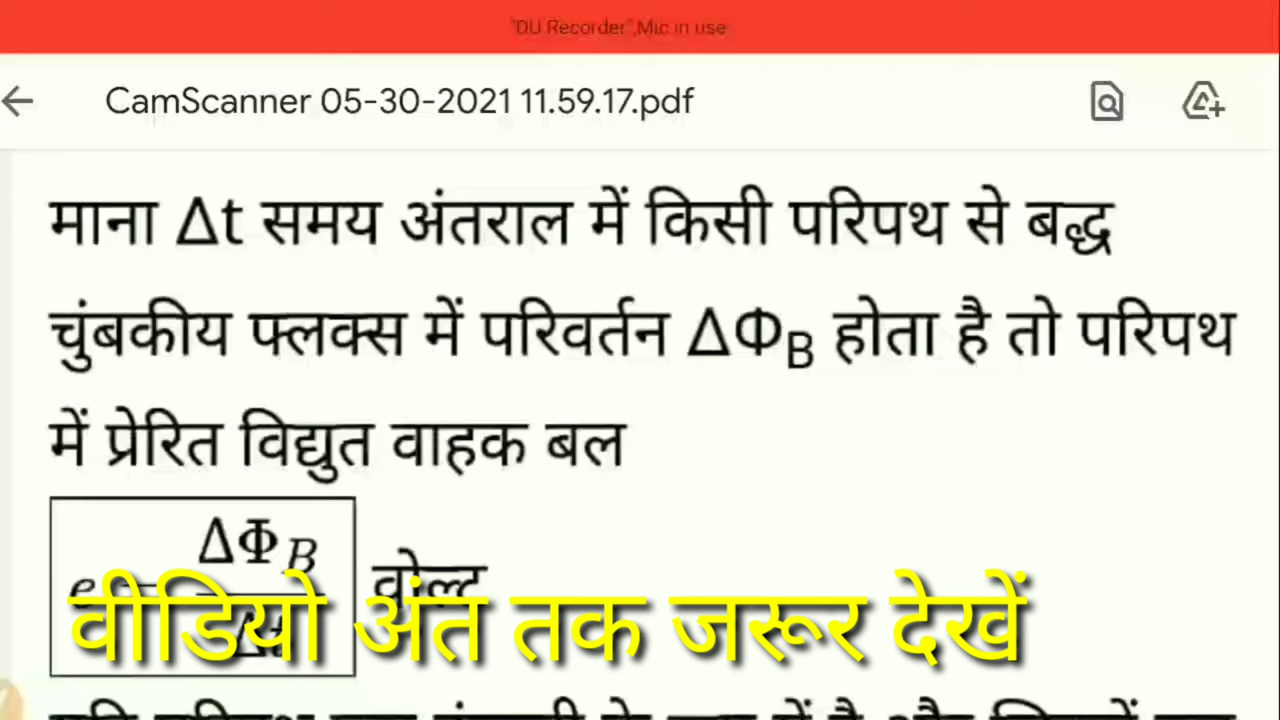 "DU Recorder",Mic in use
CamScanner 05-30-2021 11.59.17.pdf
माना Δt समय अंतराल में किसी परिपथ से बद्ध
चुंबकीय फ्लक्स में परिवर्तन ΔΦB होता है तो परिपथ
में प्रेरित विद्युत वाहक बल
ΔΦB
e वोल्ट
Δt
वीडियो अंत तक जरूर देखें